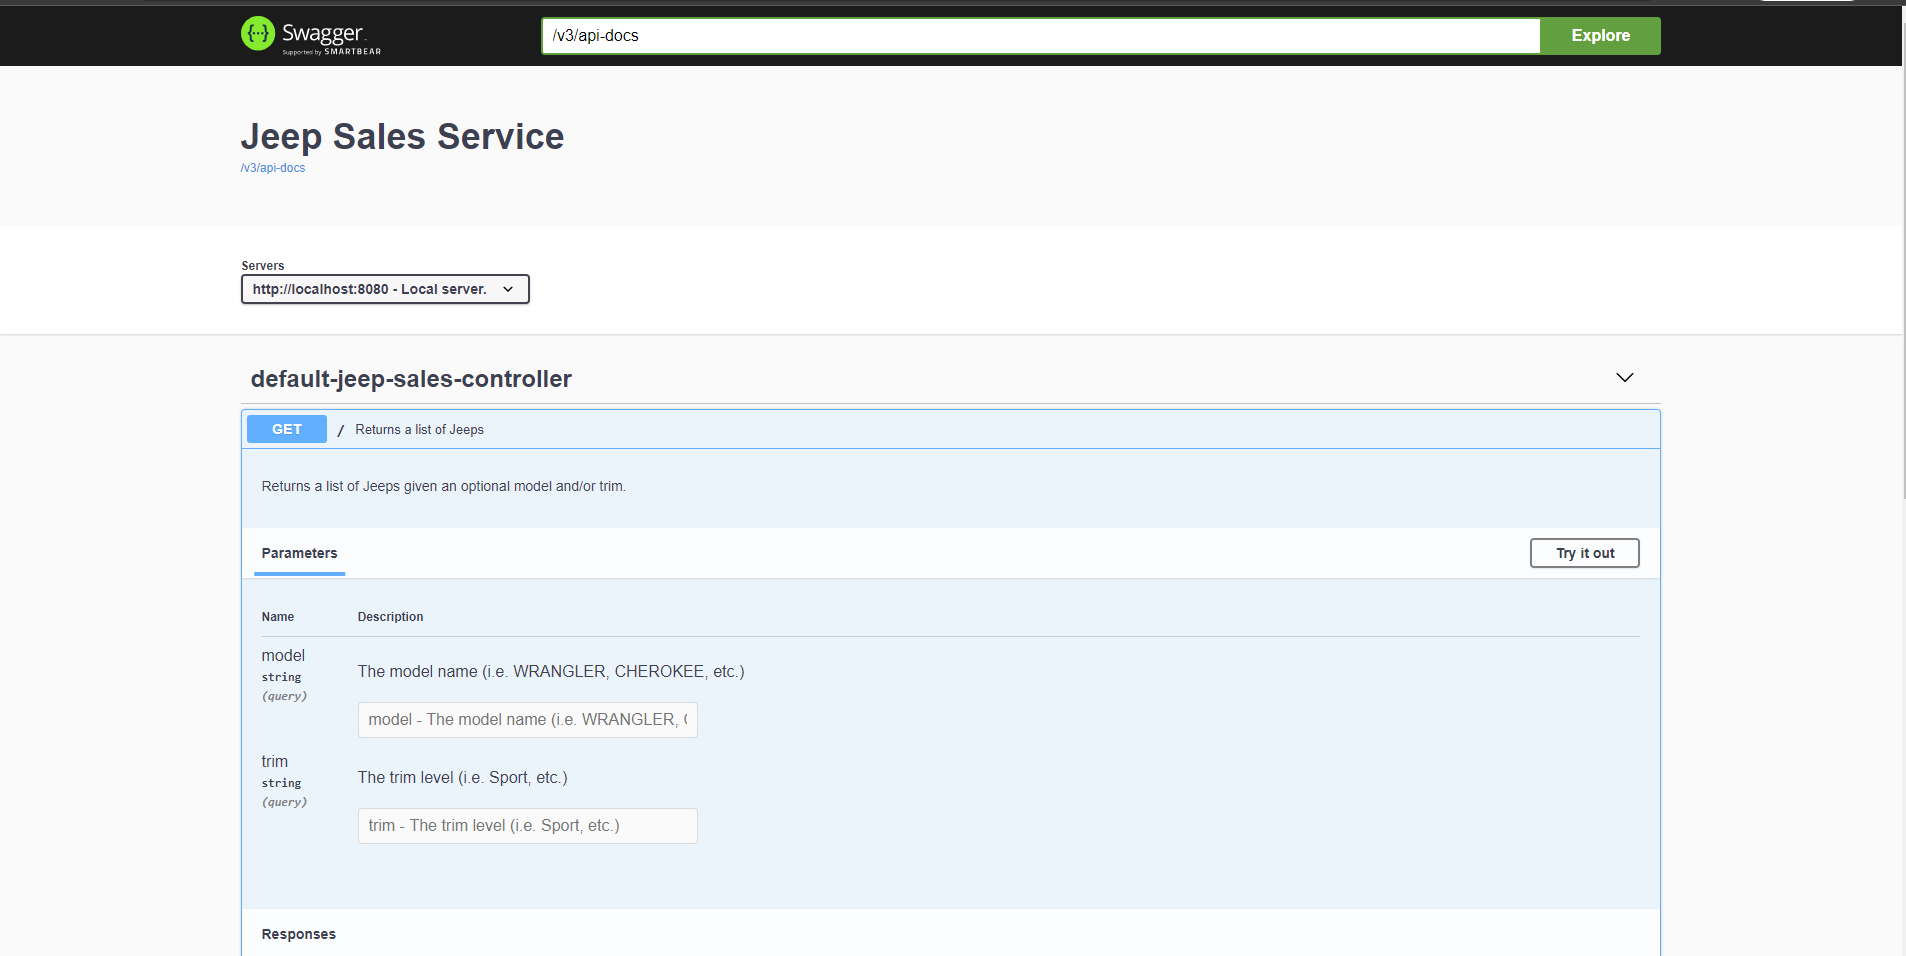 Swagger
Supported by SMARTBEAR
/v3/api-docs
Explore
Jeep Sales Service
/v3/api-docs
Servers
http://localhost:8080 - Local server.
default-jeep-sales-controller
GET / Returns a list of Jeeps
Returns a list of Jeeps given an optional model and/or trim.
Parameters
Try it out
Name Description
model
string
(query)
The model name (i.e. WRANGLER, CHEROKEE, etc.)
model - The model name (i.e. WRANGLER,
trim
string
(query)
The trim level (i.e. Sport, etc.)
trim - The trim level (i.e. Sport, etc.)
Responses